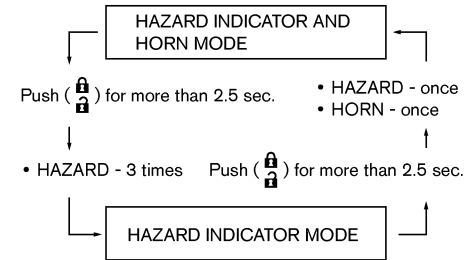 HAZARD INDICATOR AND
HORN MODE
Push ( ) for more than 2.5 sec.
• HAZARD - once
• HORN - once
• HAZARD - 3 times
Push ( ) for more than 2.5 sec.
HAZARD INDICATOR MODE